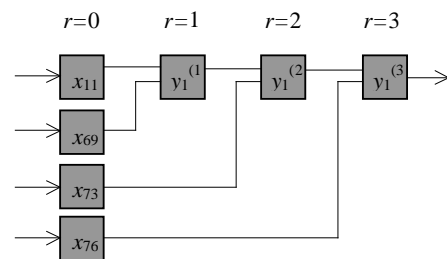 r=0 r=1 r=2 r=3
x₁₁ y₁⁽¹ y₁⁽² y₁⁽³
x₆₉
x₇₃
x₇₆